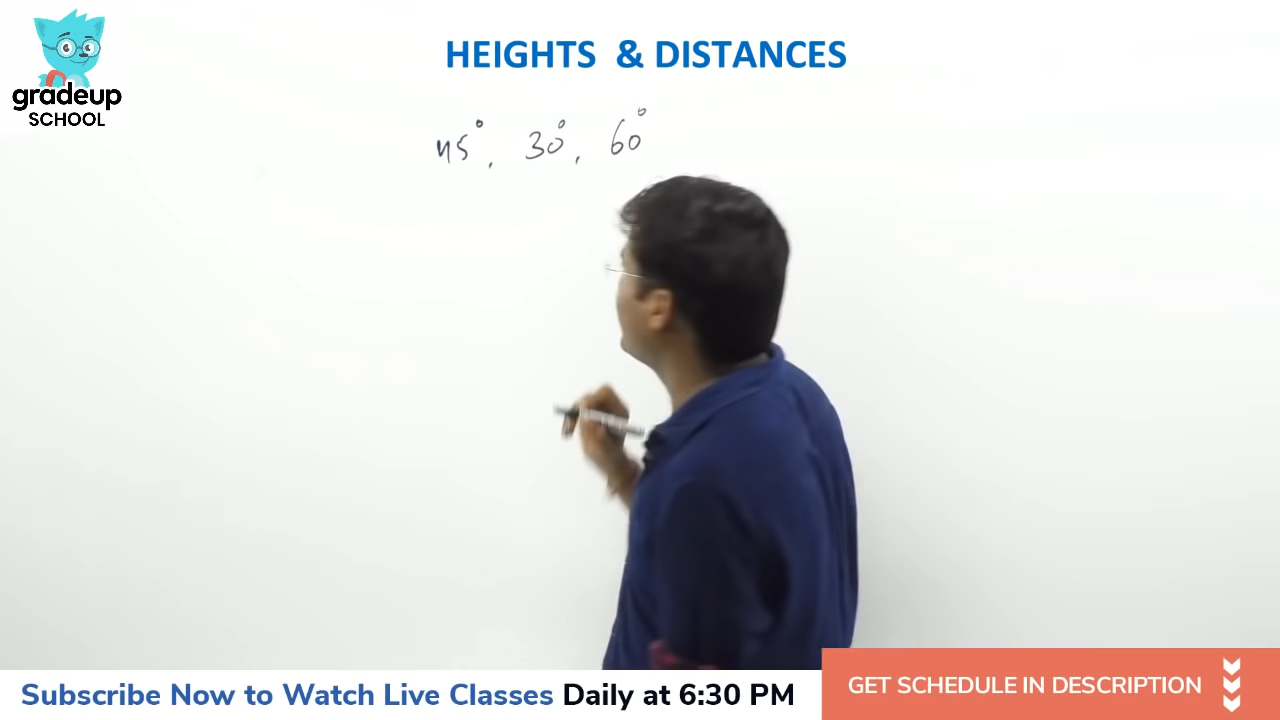 gradeup
SCHOOL
HEIGHTS & DISTANCES
45°, 30°, 60°
Subscribe Now to Watch Live Classes Daily at 6:30 PM
GET SCHEDULE IN DESCRIPTION